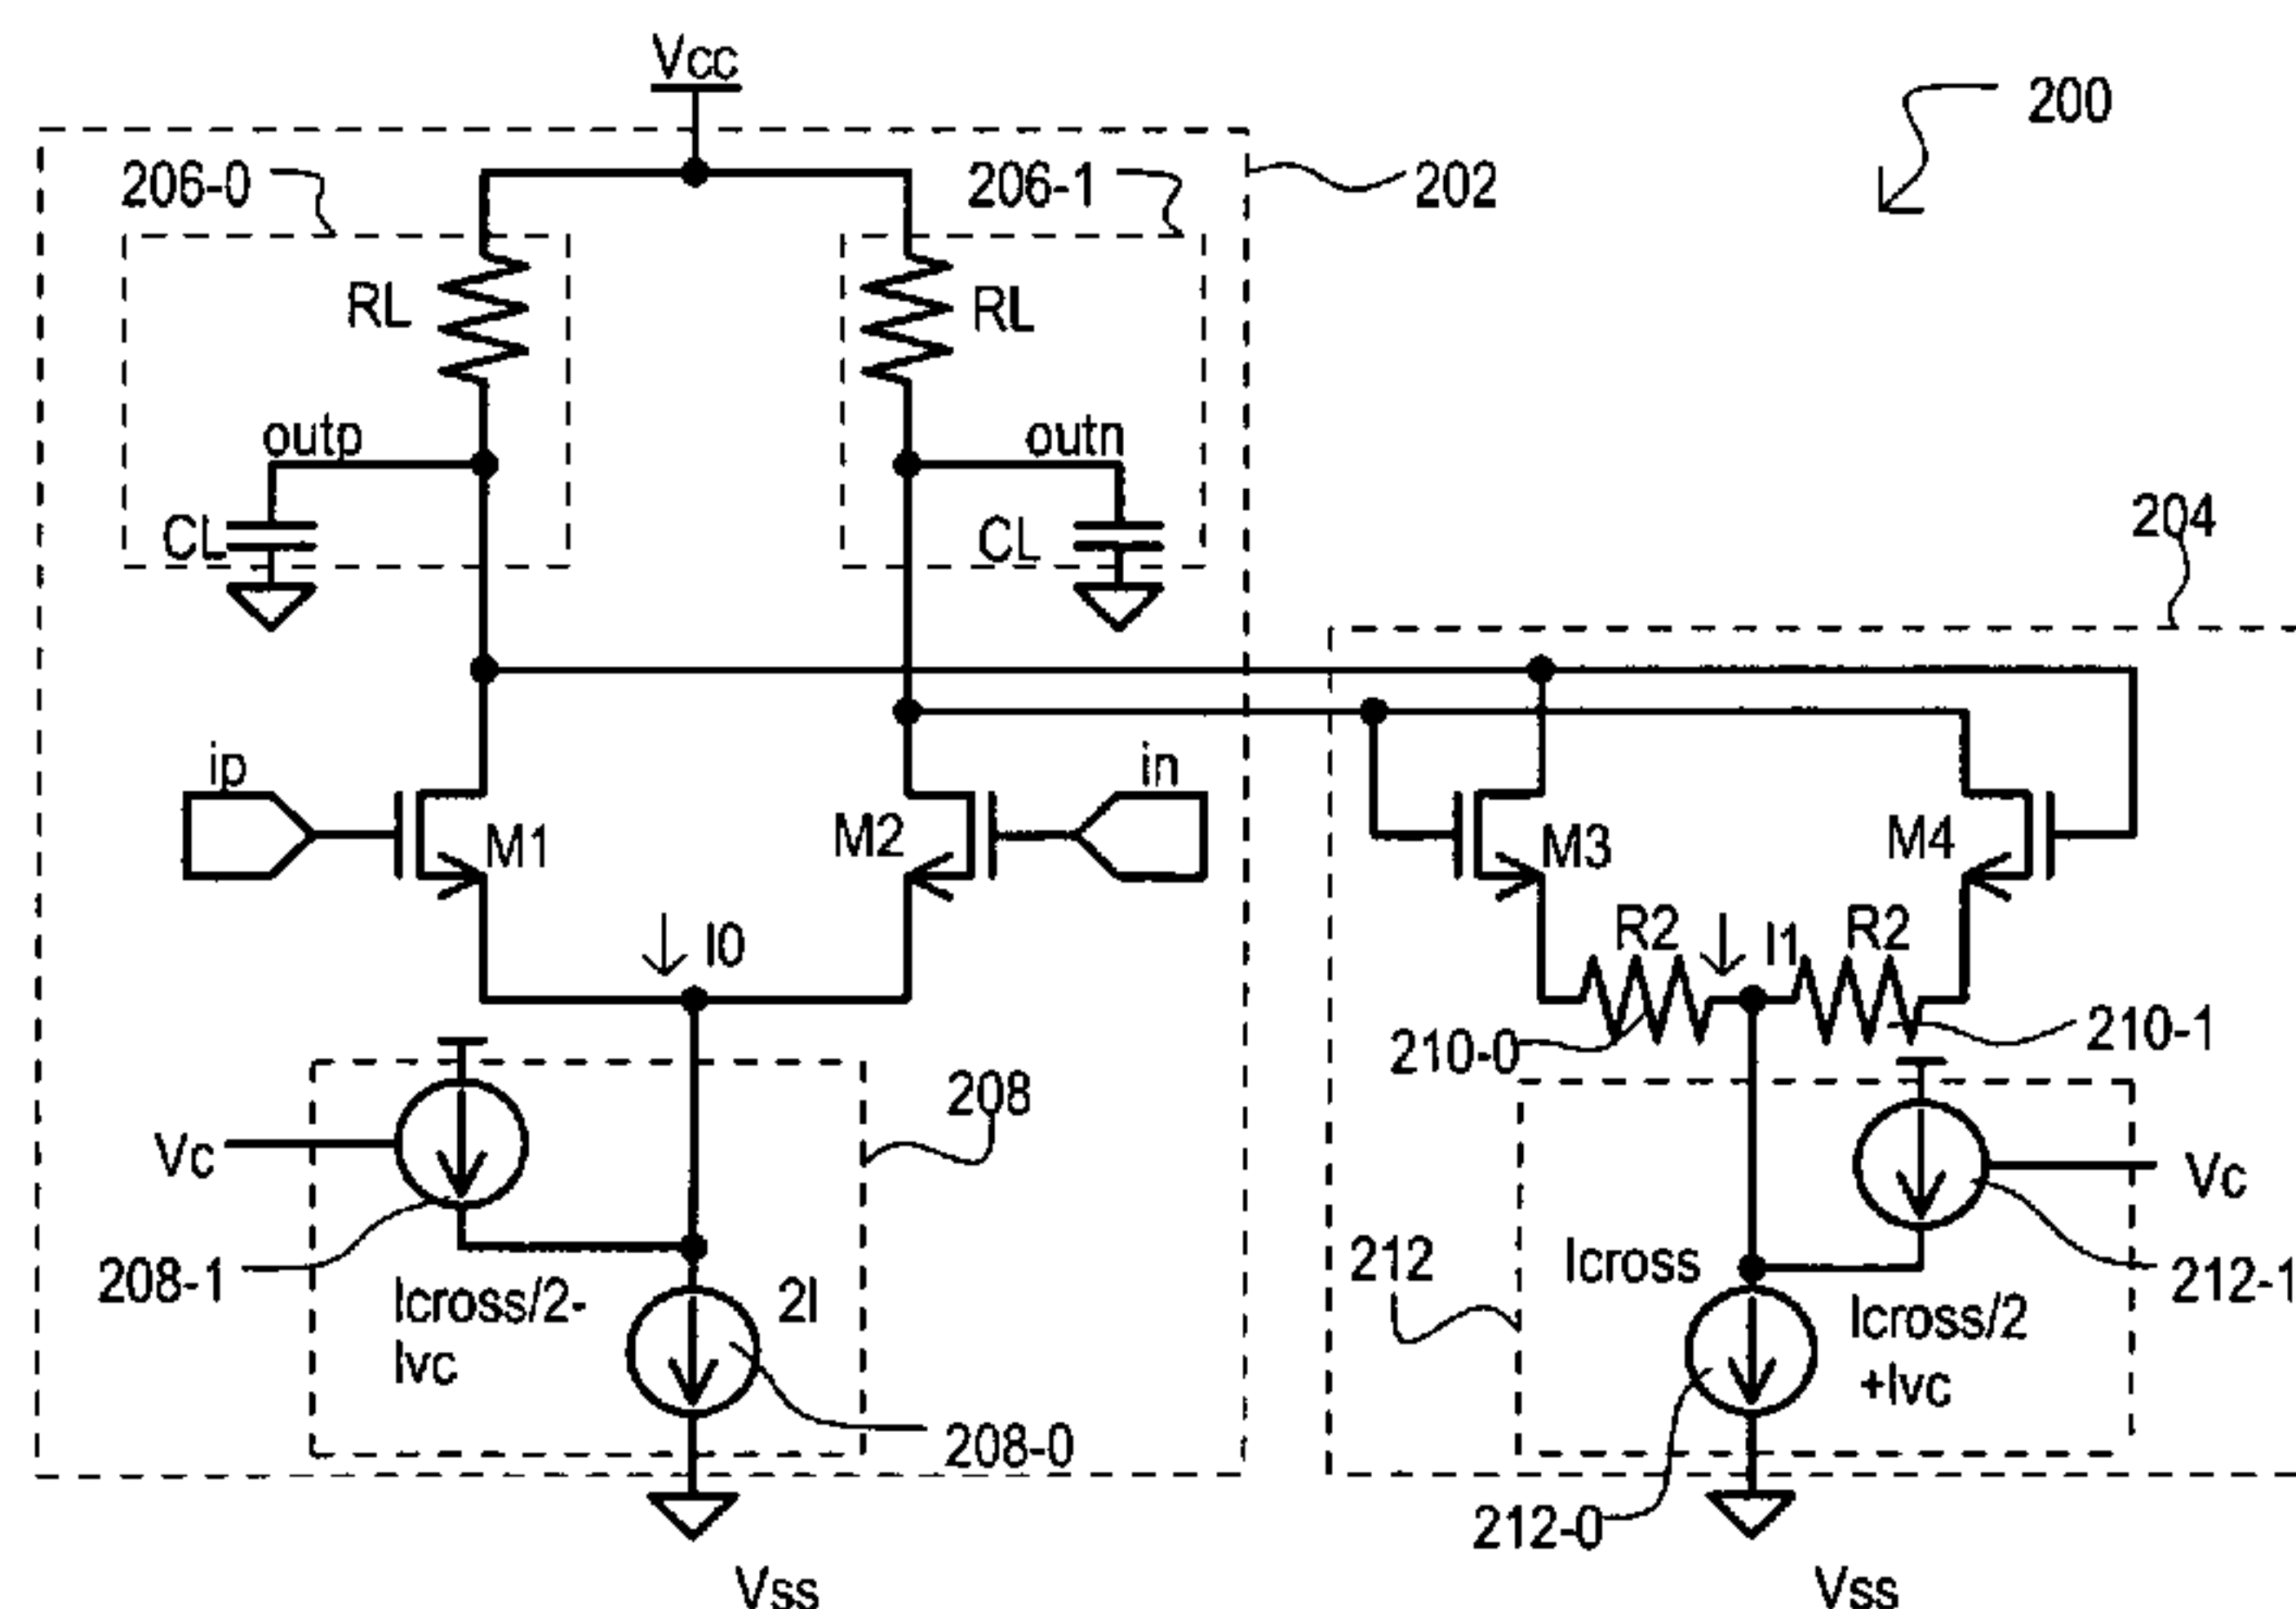 Vcc
200
206-0
206-1
202
RL
RL
outp
outn
CL
CL
204
ip
in
M1
M2
M3
M4
I0
R2
I1
R2
210-0
210-1
208
Vc
Vc
208-1
Icross/2-
Ivc
2I
208-0
212
Icross
Icross/2
+Ivc
212-1
212-0
Vss
Vss